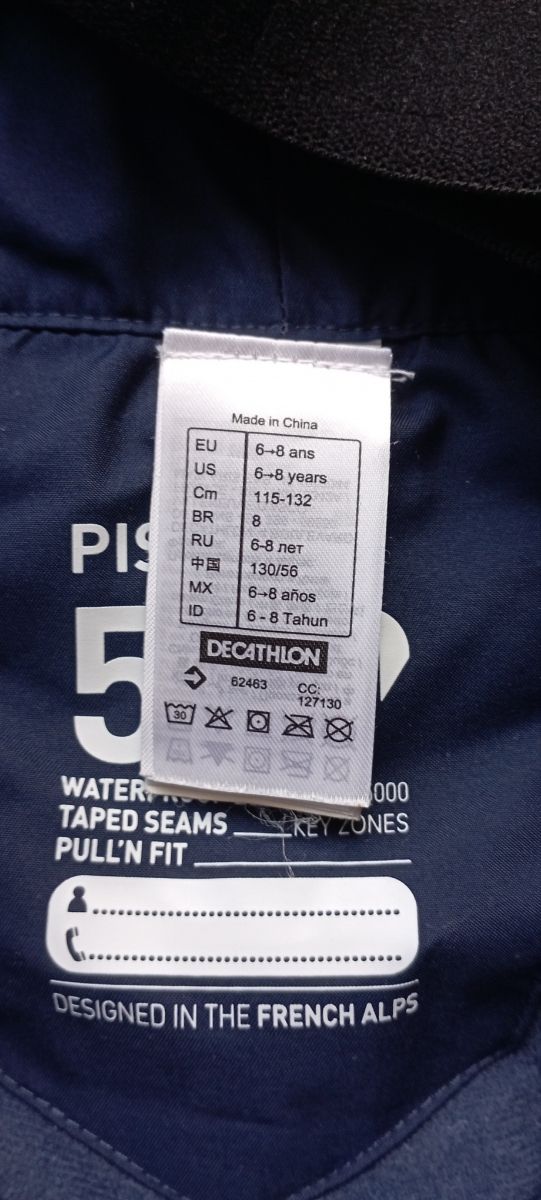 Made in China
EU 6→8 ans
US 6→8 years
Cm 115-132
BR 8
RU 6-8 лет
中国 130/56
MX 6→8 años
ID 6 - 8 Tahun
DECATHLON
62463 CC:
127130
30
TAPED SEAMS KEY ZONES
PULL'N FIT
DESIGNED IN THE FRENCH ALPS